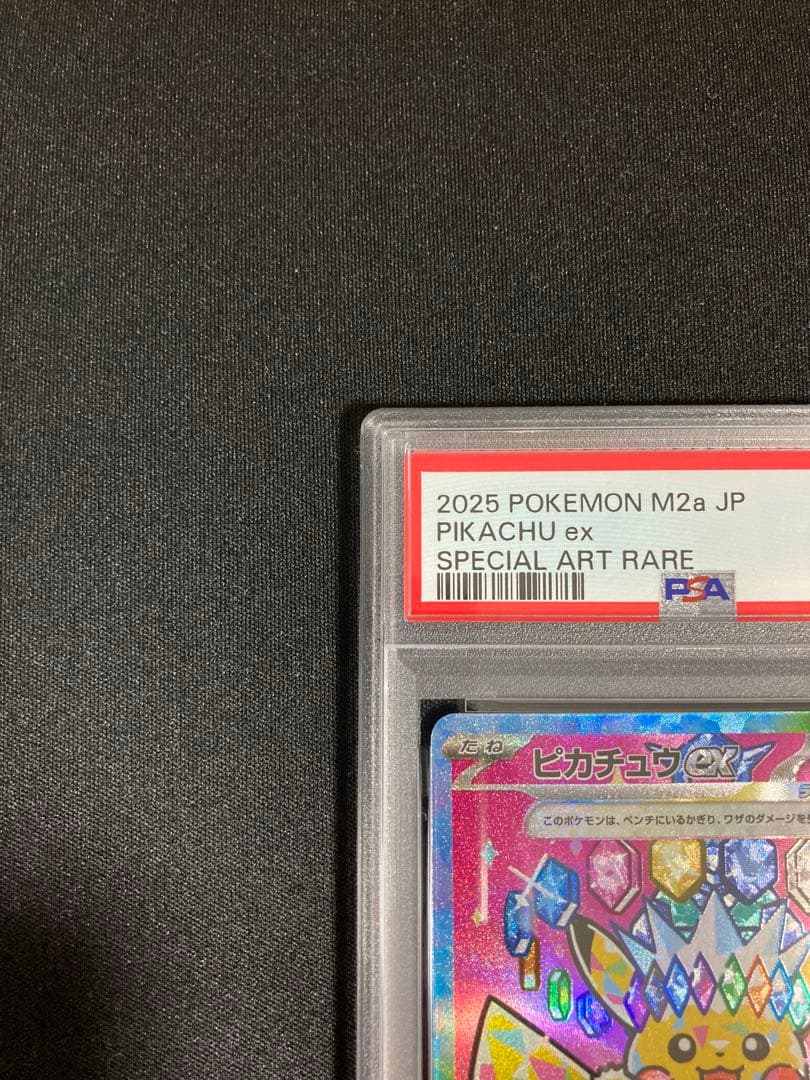 2025 POKEMON M2a JP
PIKACHU ex
SPECIAL ART RARE
PSA
たね ピカチュウex
このポケモンは、ベンチにいるかぎり、ワザのダメージを